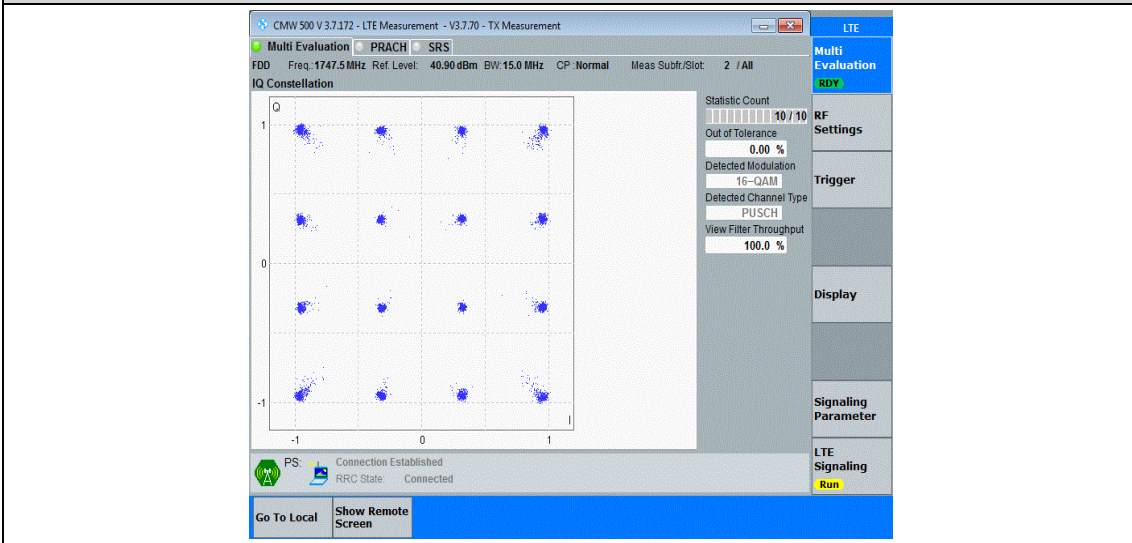 CMW 500 V 3.7.172 - LTE Measurement - V3.7.70 - TX Measurement
LTE
Multi Evaluation PRACH SRS
Multi
Evaluation
RDY
FDD Freq.:1747.5 MHz Ref. Level: 40.90 dBm BW:15.0 MHz CP :Normal Meas Subfr./Slot: 2 / All
IQ Constellation
Q
1
0
-1
-1 0 1
I
Statistic Count
10 / 10
Out of Tolerance
0.00 %
Detected Modulation
16-QAM
Detected Channel Type
PUSCH
View Filter Throughput
100.0 %
RF
Settings
Trigger
Display
Signaling
Parameter
LTE
Signaling
Run
PS: Connection Established
RRC State: Connected
Go To Local
Show Remote
Screen